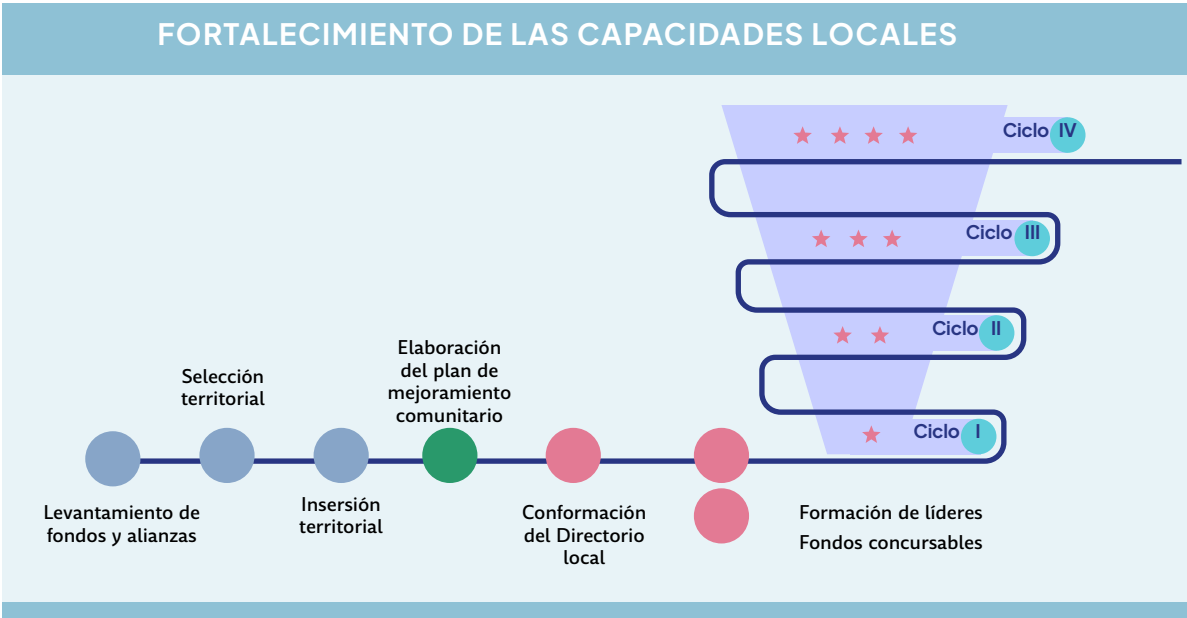 FORTALECIMIENTO DE LAS CAPACIDADES LOCALES
Ciclo IV
Ciclo III
Ciclo II
Ciclo I
Elaboración
del plan de
mejoramiento
comunitario
Selección
territorial
Levantamiento de
fondos y alianzas
Insersión
territorial
Conformación
del Directorio
local
Formación de líderes
Fondos concursables